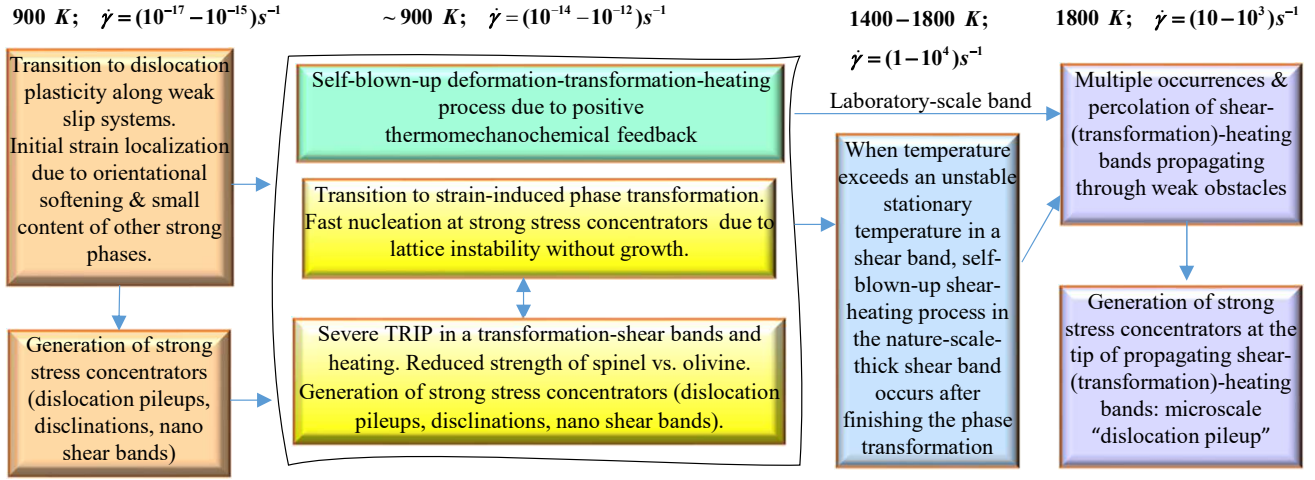 900 K; γ̇ = (10⁻¹⁷ – 10⁻¹⁵)s⁻¹
~ 900 K; γ̇ = (10⁻¹⁴ – 10⁻¹²)s⁻¹
1400 – 1800 K;
γ̇ = (1 – 10⁴)s⁻¹
1800 K; γ̇ = (10 – 10³)s⁻¹
Transition to dislocation
plasticity along weak
slip systems.
Initial strain localization
due to orientational
softening & small
content of other strong
phases.
Generation of strong
stress concentrators
(dislocation pileups,
disclinations, nano
shear bands)
Self-blown-up deformation-transformation-heating
process due to positive
thermomechanochemical feedback
Transition to strain-induced phase transformation.
Fast nucleation at strong stress concentrators due to
lattice instability without growth.
Severe TRIP in a transformation-shear bands and
heating. Reduced strength of spinel vs. olivine.
Generation of strong stress concentrators (dislocation
pileups, disclinations, nano shear bands).
Laboratory-scale band
When temperature
exceeds an unstable
stationary
temperature in a
shear band, self-
blown-up shear-
heating process in
the nature-scale-
thick shear band
occurs after
finishing the phase
transformation
Multiple occurrences &
percolation of shear-
(transformation)-heating
bands propagating
through weak obstacles
Generation of strong
stress concentrators at the
tip of propagating shear-
(transformation)-heating
bands: microscale
“dislocation pileup”